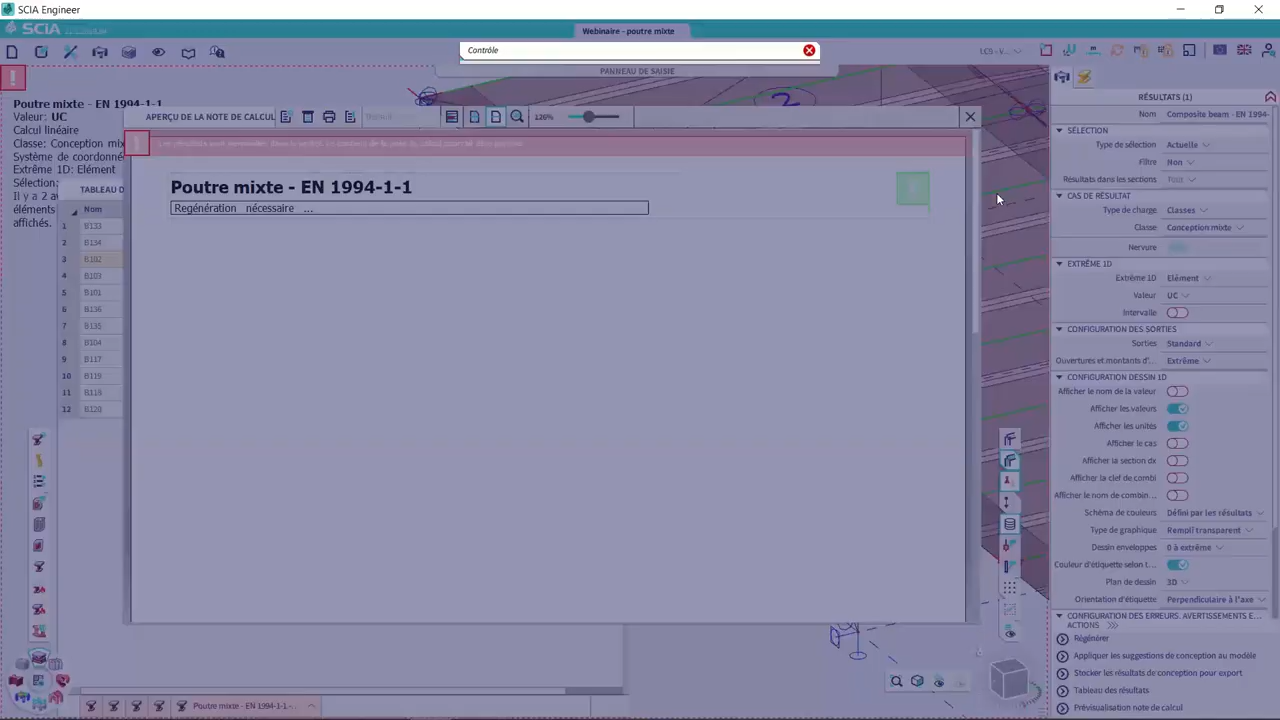 SCIA Engineer
SCIA
Webinaire - poutre mixte
Contrôle
PANNEAU DE SAISIE
Poutre mixte - EN 1994-1-1
Valeur: UC
Calcul linéaire
Classe: Conception mix
Système de coordonné
Extrême 1D: Elément
Sélection:
Il y a 2 av
éléments
affichés.
TABLEAU D
Nom
1 B133
2 B134
3 B102
4 B103
5 B101
6 B136
7 B135
8 B104
9 B117
10 B119
11 B118
12 B120
APERÇU DE LA NOTE DE CALCUL
126%
Poutre mixte - EN 1994-1-1
Regénération nécessaire ...
Poutre mixte - EN 1994-1-1 -...
RÉSULTATS (1)
Nom Composite beam - EN 1994-
SÉLECTION
Type de sélection Actuelle
Filtre Non
Résultats dans les sections Tout
CAS DE RÉSULTAT
Type de charge Classes
Classe Conception mixte
Nervure
EXTRÊME 1D
Extrême 1D Elément
Valeur UC
Intervalle
CONFIGURATION DES SORTIES
Sorties Standard
Ouvertures et montants d'... Extrême
CONFIGURATION DESSIN 1D
Afficher le nom de la valeur
Afficher les valeurs
Afficher les unités
Afficher le cas
Afficher la section dx
Afficher la clef de combi
Afficher le nom de combin...
Schéma de couleurs Défini par les résultats
Type de graphique Rempli transparent
Dessin enveloppes 0 à extrême
Couleur d'étiquette selon t...
Plan de dessin 3D
Orientation d'étiquette Perpendiculaire à l'axe
CONFIGURATION DES ERREURS, AVERTISSEMENTS E...
ACTIONS >>>
Régénérer
Appliquer les suggestions de conception au modèle
Stocker les résultats de conception pour export
Tableau des résultats
Prévisualisation note de calcul